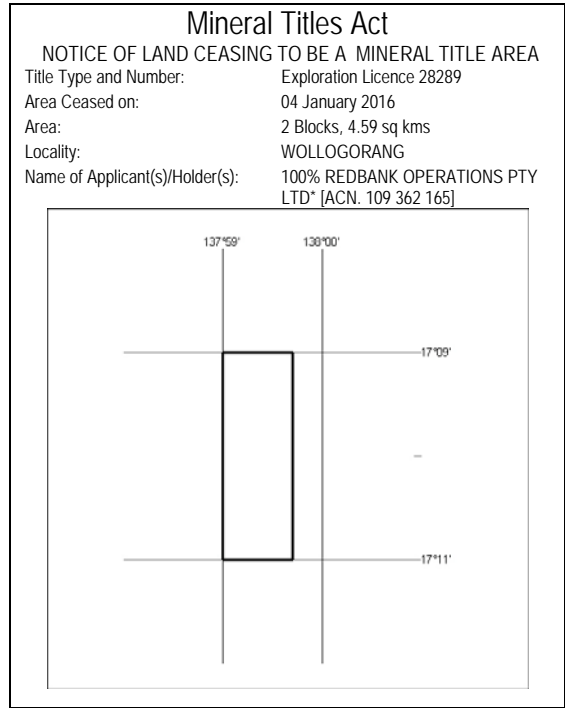 Mineral Titles Act
NOTICE OF LAND CEASING TO BE A MINERAL TITLE AREA
Title Type and Number: Exploration Licence 28289
Area Ceased on: 04 January 2016
Area: 2 Blocks, 4.59 sq kms
Locality: WOLLOGORANG
Name of Applicant(s)/Holder(s): 100% REDBANK OPERATIONS PTY
LTD* [ACN. 109 362 165]
137°59' 138°00'
17°09'
17°11'